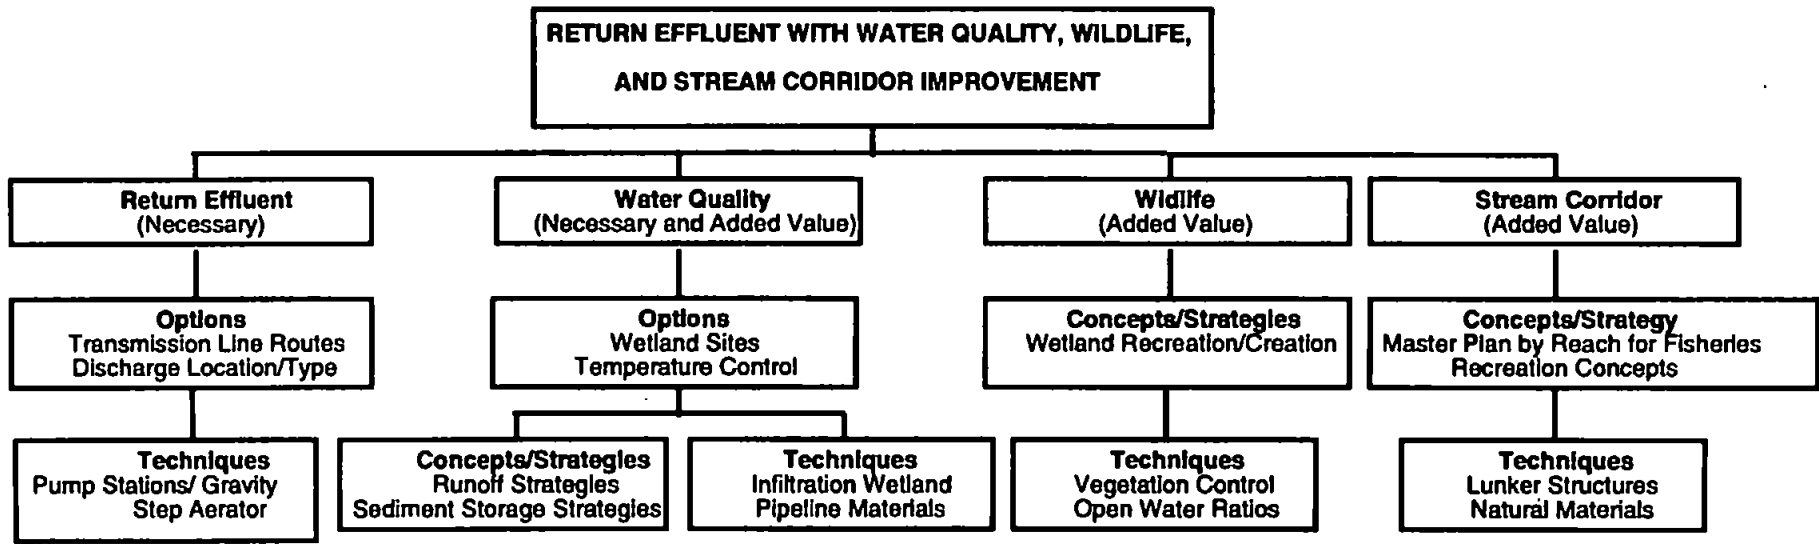 RETURN EFFLUENT WITH WATER QUALITY, WILDLIFE,
AND STREAM CORRIDOR IMPROVEMENT
Return Effluent
(Necessary)
Water Quality
(Necessary and Added Value)
Wildlife
(Added Value)
Stream Corridor
(Added Value)
Options
Transmission Line Routes
Discharge Location/Type
Options
Wetland Sites
Temperature Control
Concepts/Strategies
Wetland Recreation/Creation
Concepts/Strategy
Master Plan by Reach for Fisheries
Recreation Concepts
Techniques
Pump Stations/ Gravity
Step Aerator
Concepts/Strategies
Runoff Strategies
Sediment Storage Strategies
Techniques
Infiltration Wetland
Pipeline Materials
Techniques
Vegetation Control
Open Water Ratios
Techniques
Lunker Structures
Natural Materials